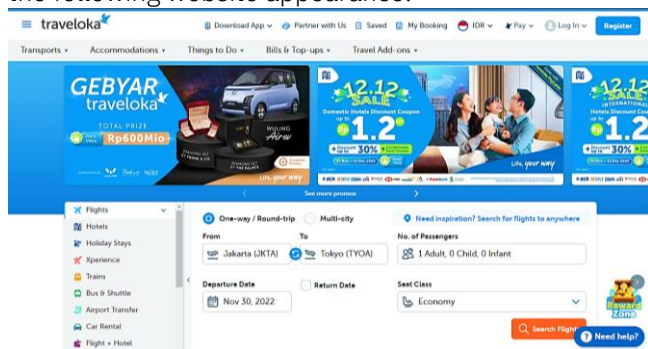 the following website appearance.
traveloka
Download App
Partner with Us
Saved
My Booking
IDR
Pay
Log In
Register
Transports
Accommodations
Things to Do
Bills & Top-ups
Travel Add-ons
GEBYAR
traveloka
TOTAL PRIZE
Rp600Mio
WULING
Airev
Life, your way
12.12
SALE
Domestic Hotels Discount Coupon
up to
Rp
1.2
30%
Life, your way
12.12
SALE
INTERNATIONAL
Hotels Discount Coupon
up to
Rp
1.2
30%
See more promos
Flights
Hotels
Holiday Stays
Xperience
Trains
Bus & Shuttle
Airport Transfer
Car Rental
Flight + Hotel
One-way / Round-trip
Multi-city
Need inspiration? Search for flights to anywhere
From
To
No. of Passengers
Jakarta (JKTA)
Tokyo (TYOA)
1 Adult, 0 Child, 0 Infant
Departure Date
Return Date
Seat Class
Nov 30, 2022
Economy
Search Flights
Reward
Zone
Need help?